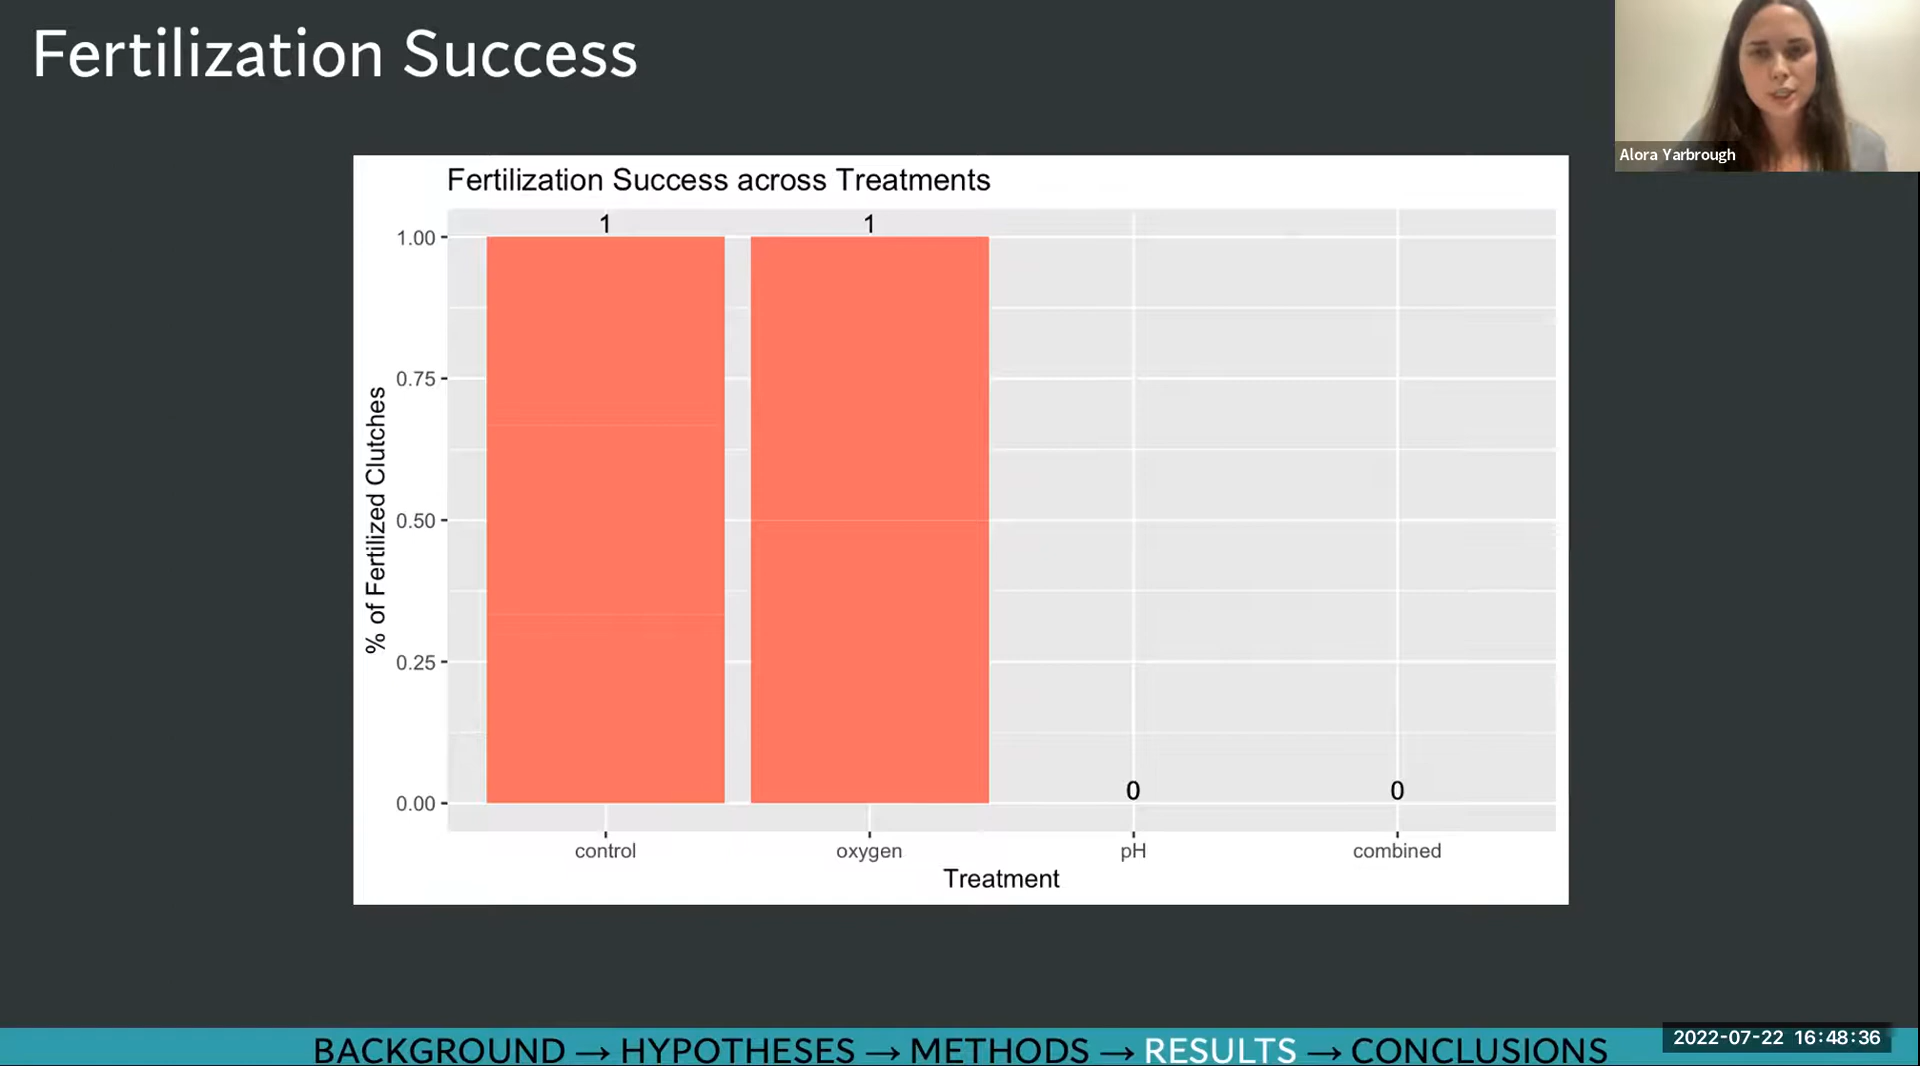 Fertilization Success
Alora Yarbrough
Fertilization Success across Treatments
1 1
1.00
0.75
0.50
0.25
0.00
% of Fertilized Clutches
0 0
control oxygen pH combined
Treatment
BACKGROUND → HYPOTHESES → METHODS → RESULTS → CONCLUSIONS
2022-07-22 16:48:36